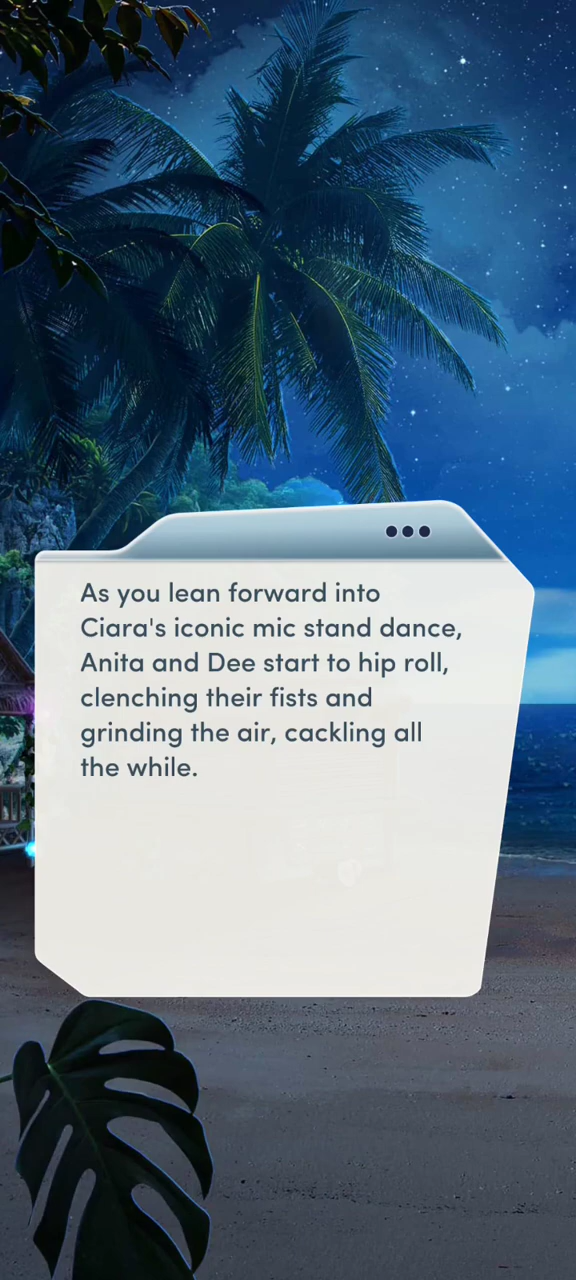 As you lean forward into
Ciara's iconic mic stand dance,
Anita and Dee start to hip roll,
clenching their fists and
grinding the air, cackling all
the while.